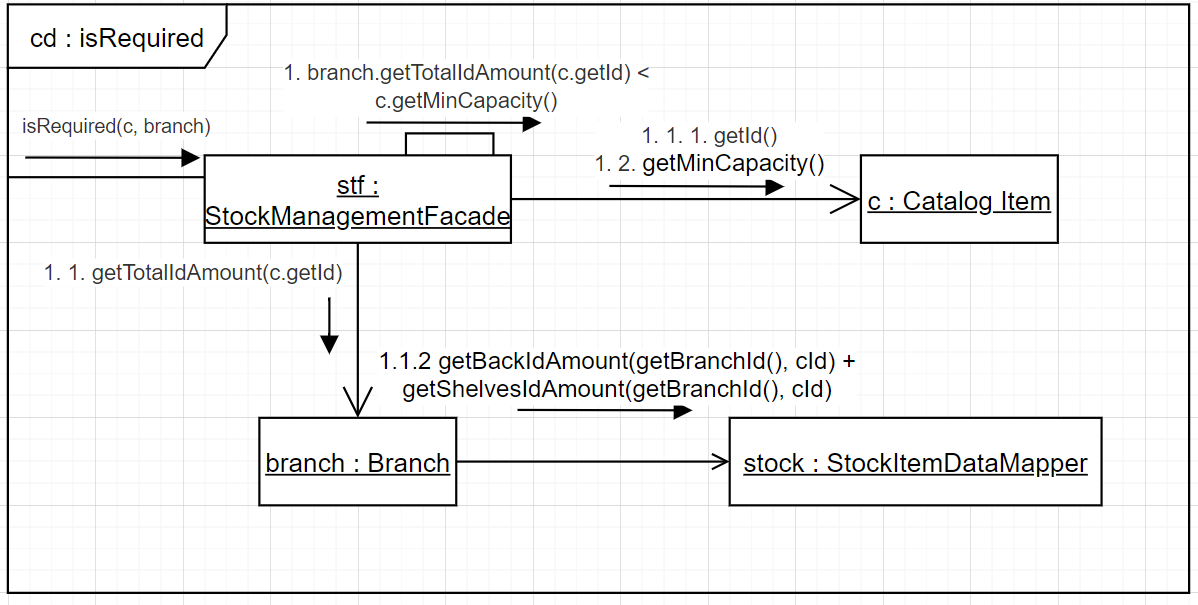 cd : isRequired
1. branch.getTotalIdAmount(c.getId) <
c.getMinCapacity()
isRequired(c, branch)
1. 1. 1. getId()
1. 2. getMinCapacity()
stf :
StockManagementFacade
c : Catalog Item
1. 1. getTotalIdAmount(c.getId)
1.1.2 getBackIdAmount(getBranchId(), cId) +
getShelvesIdAmount(getBranchId(), cId)
branch : Branch
stock : StockItemDataMapper